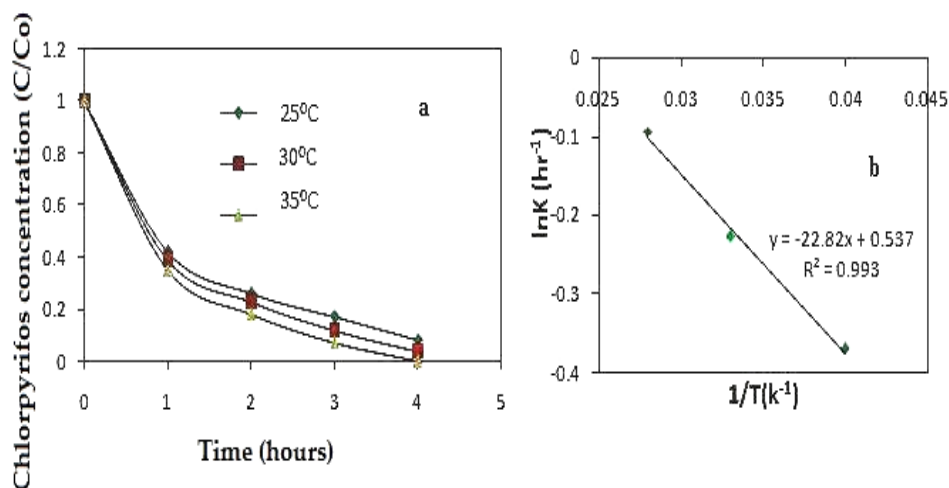 Chlorpyrifos concentration (C/Co)
1.2
1
0.8
0.6
0.4
0.2
0
0 1 2 3 4 5
Time (hours)
25⁰C
30⁰C
35⁰C
a
lnK (hr⁻¹)
0
0.025 0.03 0.035 0.04 0.045
-0.1
-0.2
-0.3
-0.4
b
y = -22.82x + 0.537
R² = 0.993
1/T(k⁻¹)